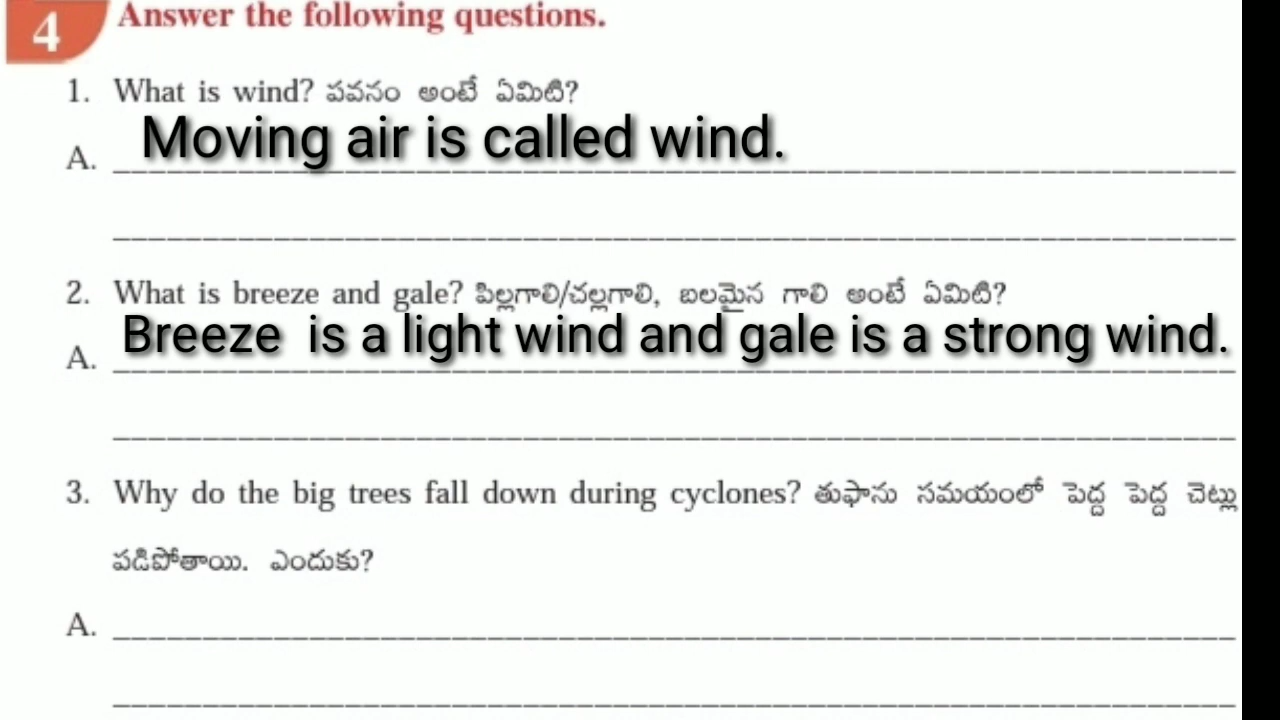 4 Answer the following questions.
1. What is wind? పవనం అంటే ఏమిటి?
A. Moving air is called wind.
2. What is breeze and gale? పిల్లగాలి/చల్లగాలి, బలమైన గాలి అంటే ఏమిటి?
A. Breeze is a light wind and gale is a strong wind.
3. Why do the big trees fall down during cyclones? తుఫాను సమయంలో పెద్ద పెద్ద చెట్లు
పడిపోతాయి. ఎందుకు?
A.